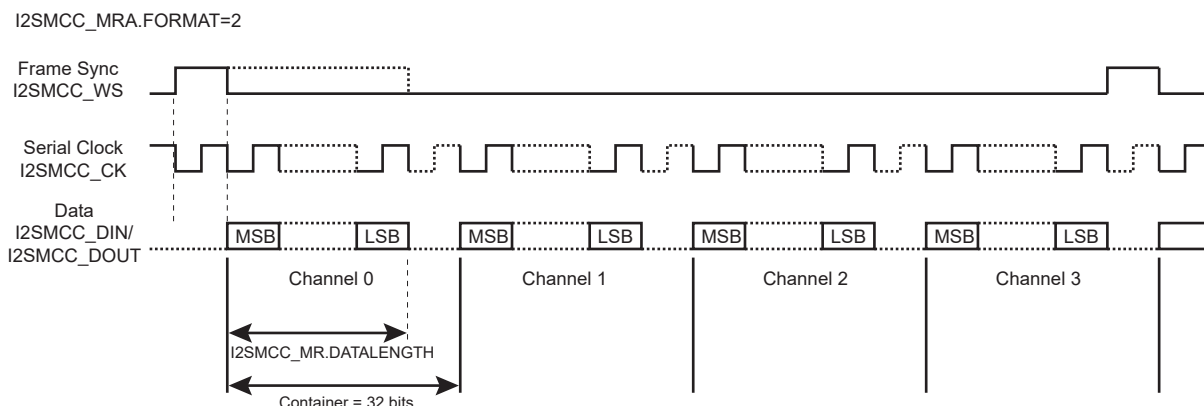 I2SMCC_MRA.FORMAT=2
Frame Sync
I2SMCC_WS
Serial Clock
I2SMCC_CK
Data
I2SMCC_DIN/
I2SMCC_DOUT
MSB LSB MSB LSB MSB LSB MSB LSB
Channel 0 Channel 1 Channel 2 Channel 3
I2SMCC_MR.DATALENGTH
Container = 32 bits